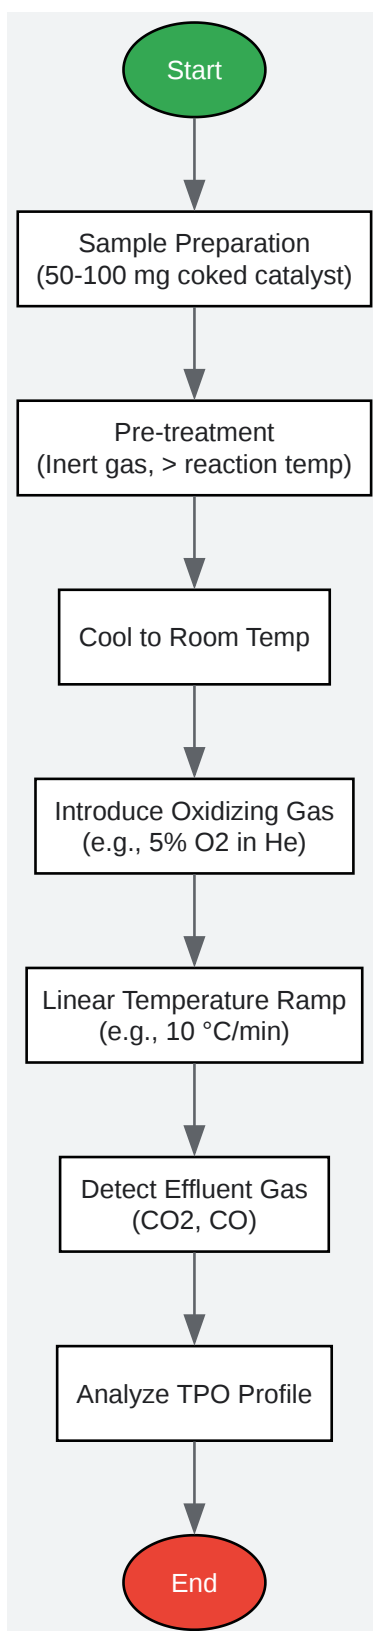 Start
Sample Preparation
(50-100 mg coked catalyst)
Pre-treatment
(Inert gas, > reaction temp)
Cool to Room Temp
Introduce Oxidizing Gas
(e.g., 5% O2 in He)
Linear Temperature Ramp
(e.g., 10 °C/min)
Detect Effluent Gas
(CO2, CO)
Analyze TPO Profile
End